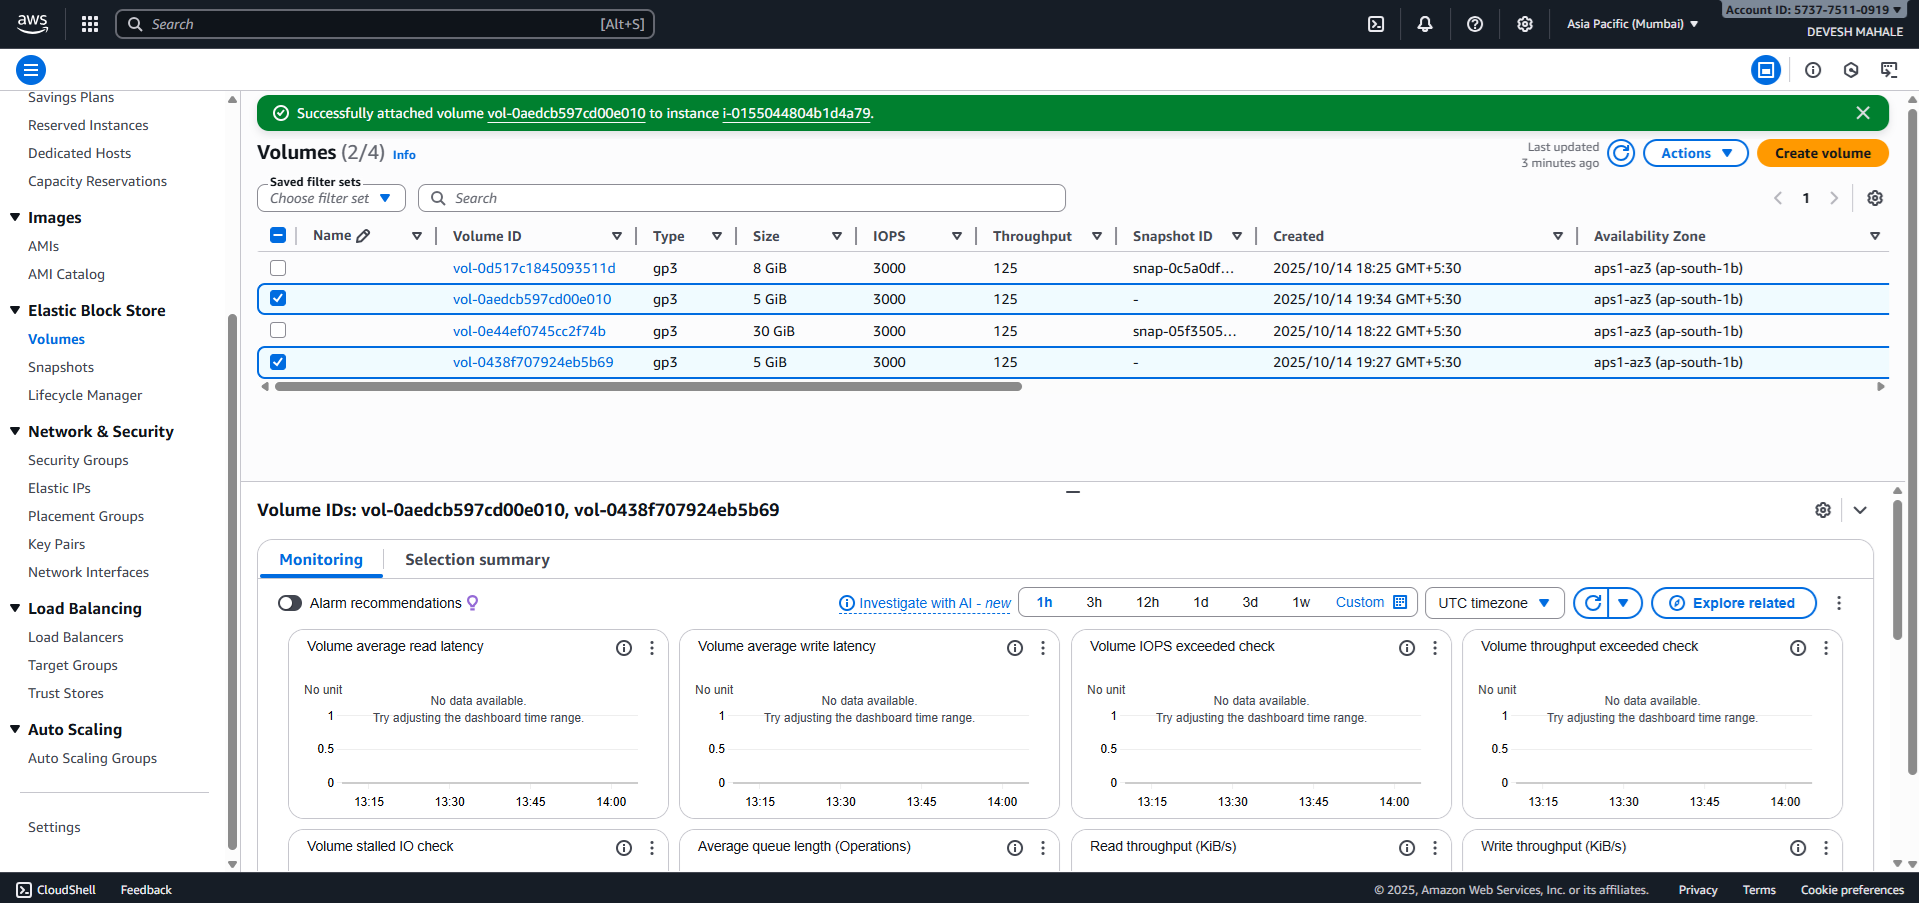 aws
Search [Alt+S]
Asia Pacific (Mumbai)
Account ID: 5737-7511-0919
DEVESH MAHALE
Savings Plans
Reserved Instances
Dedicated Hosts
Capacity Reservations
Images
AMIs
AMI Catalog
Elastic Block Store
Volumes
Snapshots
Lifecycle Manager
Network & Security
Security Groups
Elastic IPs
Placement Groups
Key Pairs
Network Interfaces
Load Balancing
Load Balancers
Target Groups
Trust Stores
Auto Scaling
Auto Scaling Groups
Settings
Successfully attached volume vol-0aedcb597cd00e010 to instance i-0155044804b1d4a79.
Volumes (2/4) Info
Last updated
3 minutes ago
Actions
Create volume
Saved filter sets
Choose filter set
Search
1
Name Volume ID Type Size IOPS Throughput Snapshot ID Created Availability Zone
vol-0d517c1845093511d gp3 8 GiB 3000 125 snap-0c5a0df... 2025/10/14 18:25 GMT+5:30 aps1-az3 (ap-south-1b)
vol-0aedcb597cd00e010 gp3 5 GiB 3000 125 - 2025/10/14 19:34 GMT+5:30 aps1-az3 (ap-south-1b)
vol-0e44ef0745cc2f74b gp3 30 GiB 3000 125 snap-05f3505... 2025/10/14 18:22 GMT+5:30 aps1-az3 (ap-south-1b)
vol-0438f707924eb5b69 gp3 5 GiB 3000 125 - 2025/10/14 19:27 GMT+5:30 aps1-az3 (ap-south-1b)
Volume IDs: vol-0aedcb597cd00e010, vol-0438f707924eb5b69
Monitoring Selection summary
Alarm recommendations
Investigate with AI - new
1h 3h 12h 1d 3d 1w Custom
UTC timezone
Explore related
Volume average read latency
No unit
No data available.
Try adjusting the dashboard time range.
1
0.5
0
13:15 13:30 13:45 14:00
Volume average write latency
No unit
No data available.
Try adjusting the dashboard time range.
1
0.5
0
13:15 13:30 13:45 14:00
Volume IOPS exceeded check
No unit
No data available.
Try adjusting the dashboard time range.
1
0.5
0
13:15 13:30 13:45 14:00
Volume throughput exceeded check
No unit
No data available.
Try adjusting the dashboard time range.
1
0.5
0
13:15 13:30 13:45 14:00
Volume stalled IO check
Average queue length (Operations)
Read throughput (KiB/s)
Write throughput (KiB/s)
CloudShell Feedback
© 2025, Amazon Web Services, Inc. or its affiliates. Privacy Terms Cookie preferences